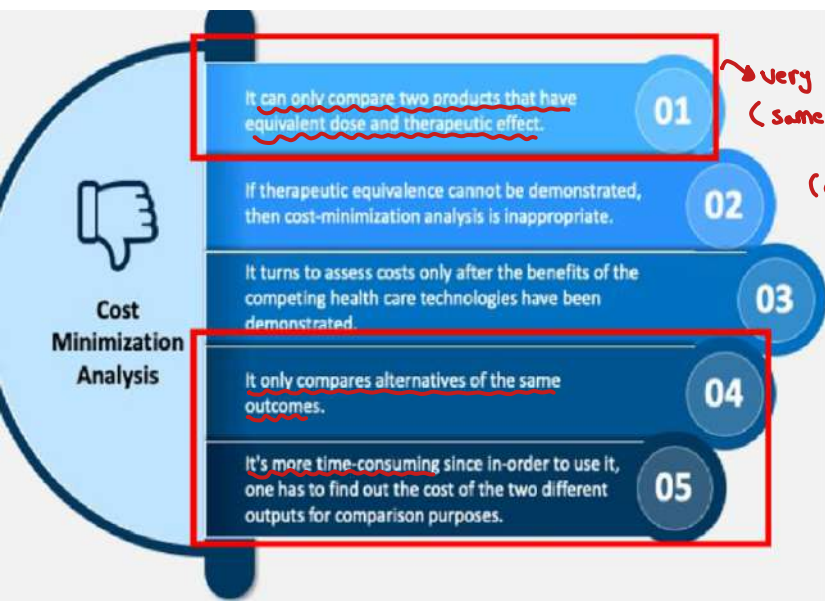 It can only compare two products that have
equivalent dose and therapeutic effect.
01
very
(same
If therapeutic equivalence cannot be demonstrated,
then cost-minimization analysis is inappropriate.
02
Cost
Minimization
Analysis
It turns to assess costs only after the benefits of the
competing health care technologies have been
demonstrated.
03
It only compares alternatives of the same
outcomes.
04
It's more time-consuming since in-order to use it,
one has to find out the cost of the two different
outputs for comparison purposes.
05